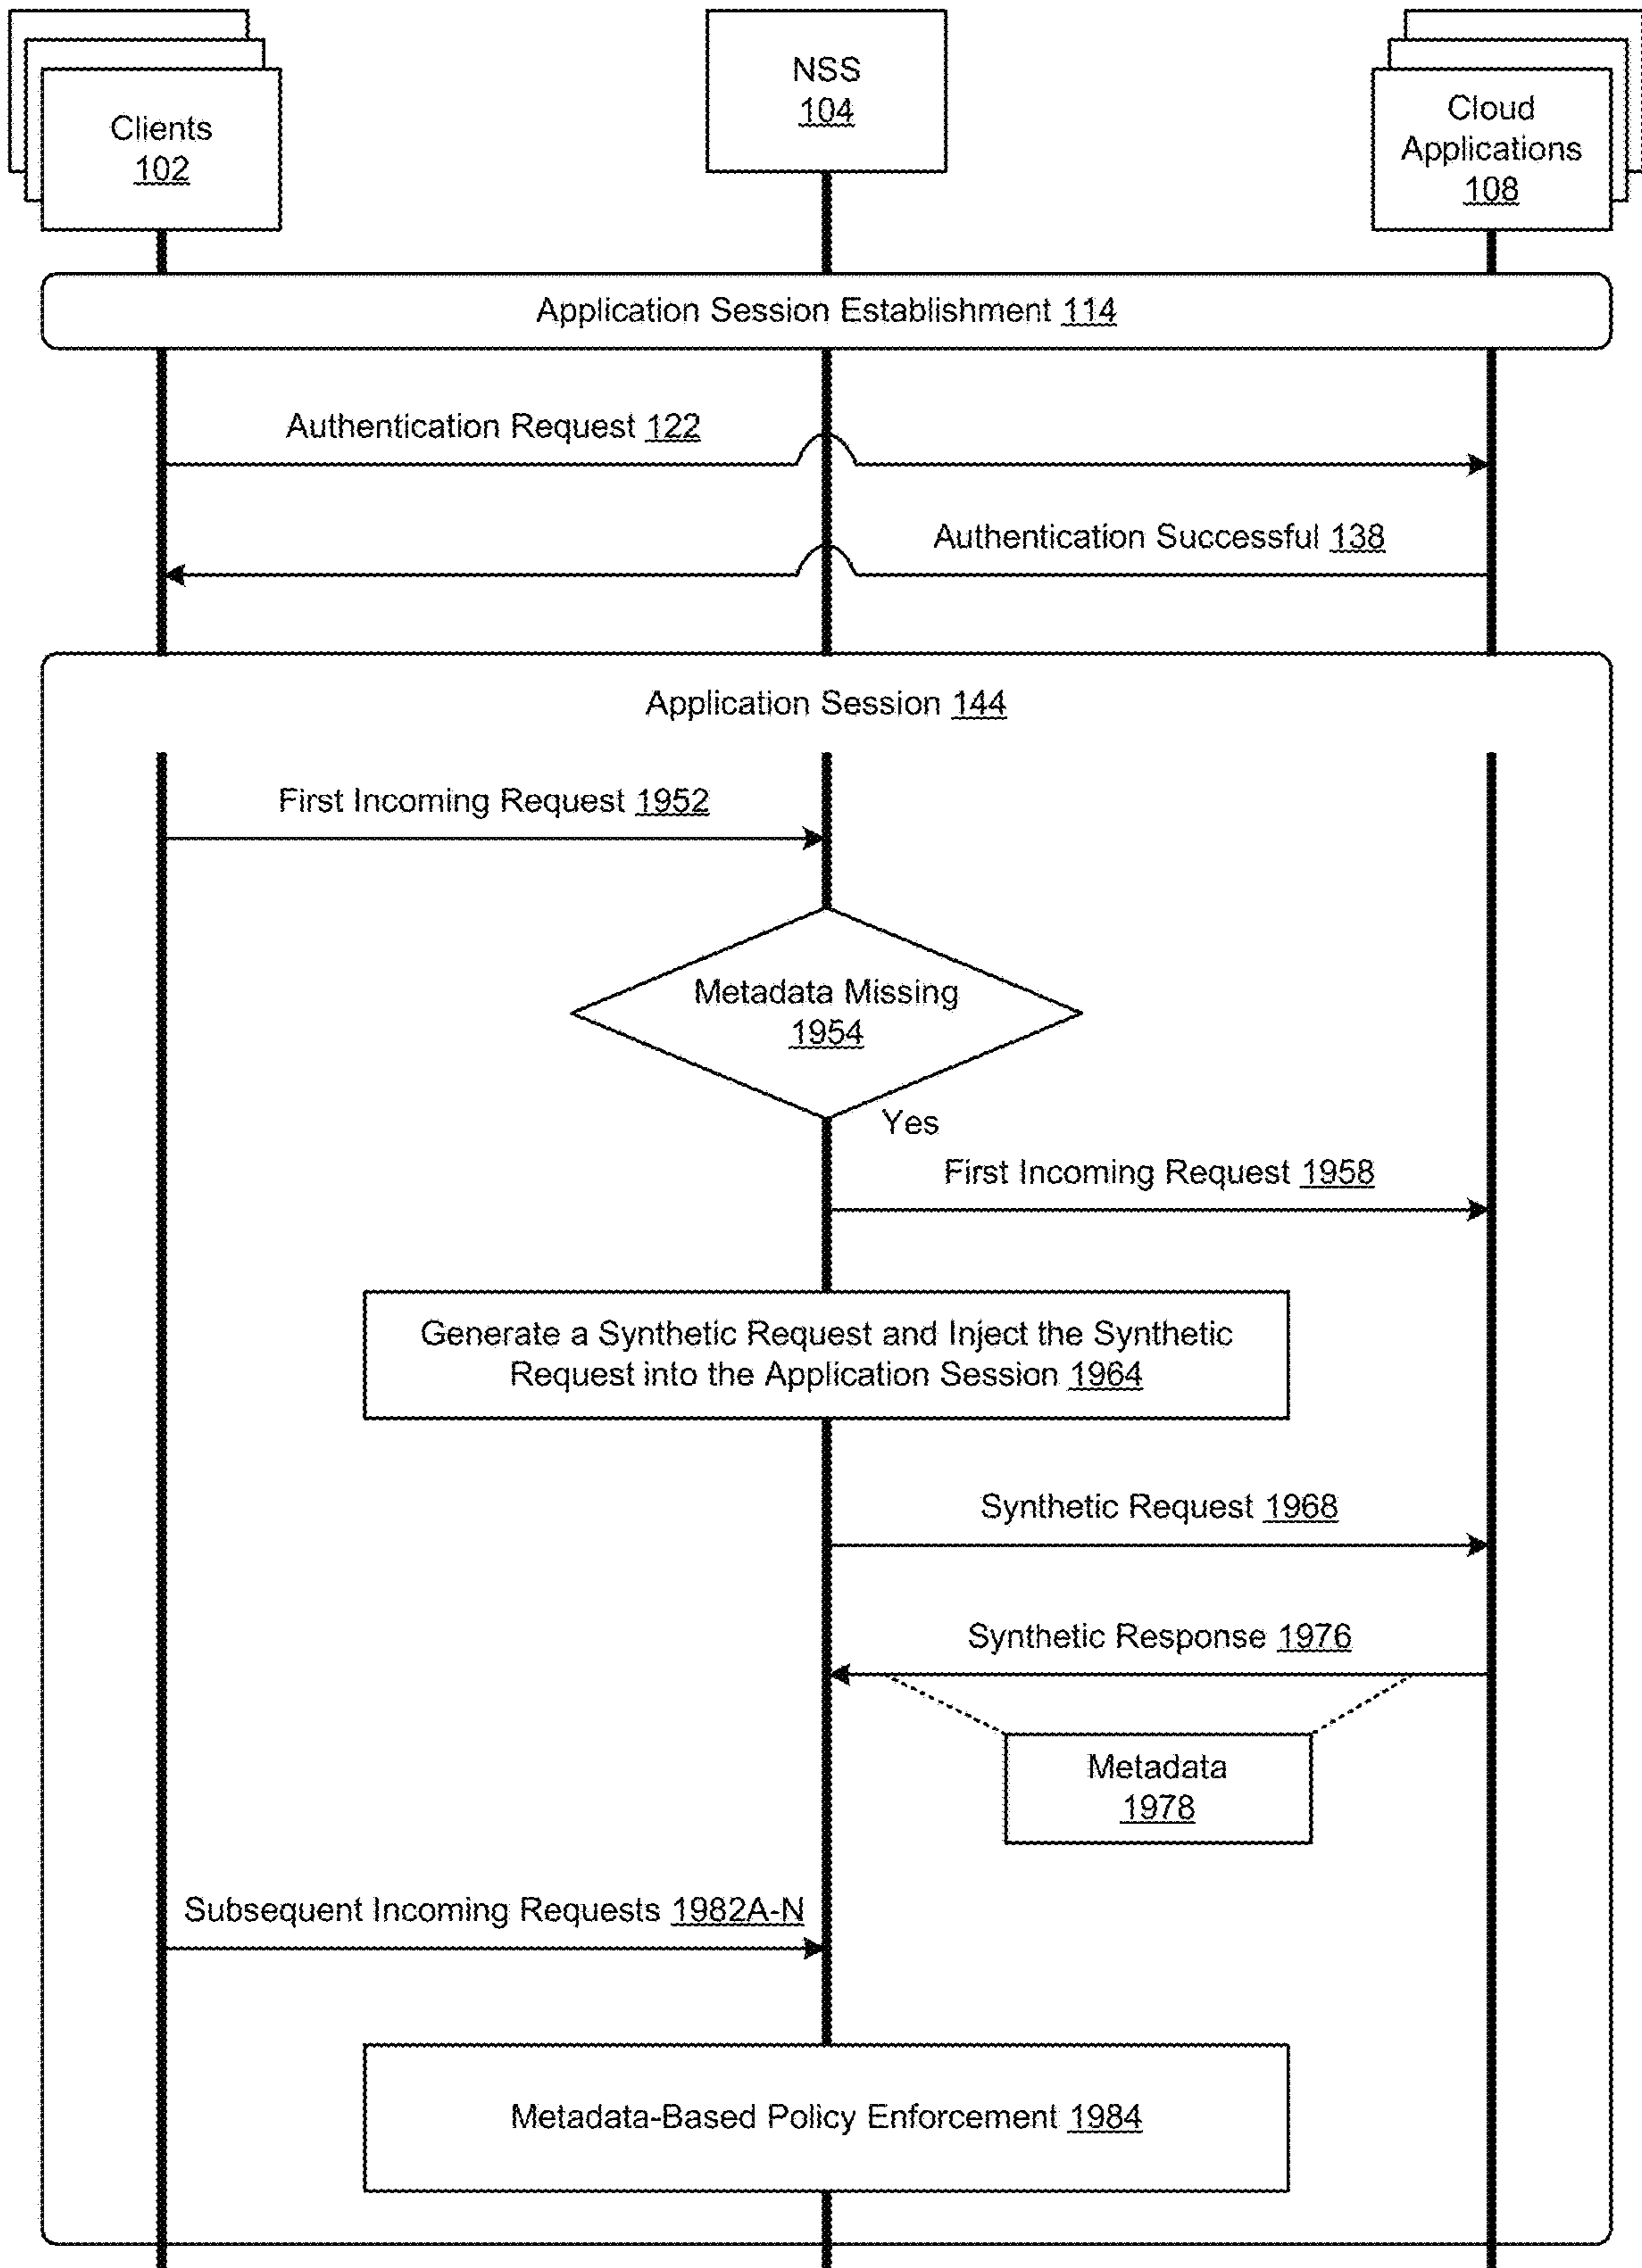 Clients
102
NSS
104
Cloud
Applications
108
Application Session Establishment 114
Authentication Request 122
Authentication Successful 138
Application Session 144
First Incoming Request 1952
Metadata Missing
1954
Yes
First Incoming Request 1958
Generate a Synthetic Request and Inject the Synthetic
Request into the Application Session 1964
Synthetic Request 1968
Synthetic Response 1976
Metadata
1978
Subsequent Incoming Requests 1982A-N
Metadata-Based Policy Enforcement 1984